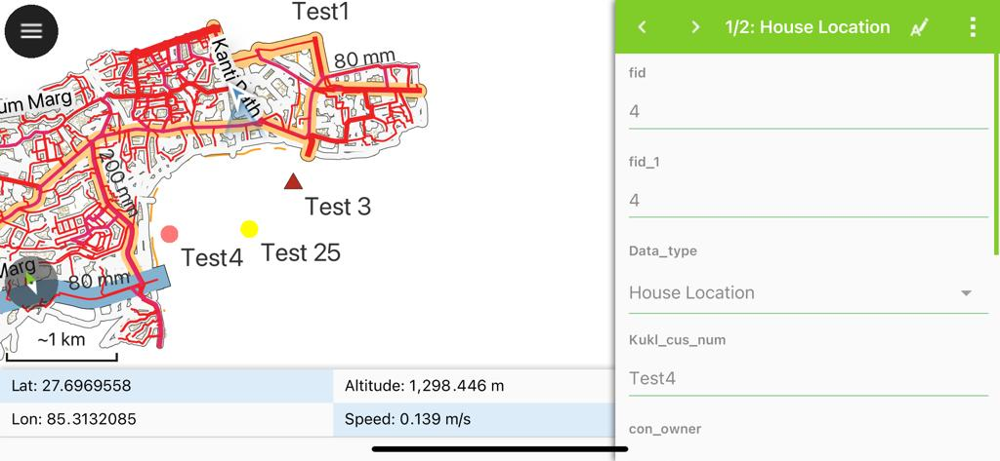 Test1
80 mm
Kanti Path
um Marg
200 mm
Test 3
Test4
Test 25
Marg
80 mm
~1 km
Lat: 27.6969558
Altitude: 1,298.446 m
Lon: 85.3132085
Speed: 0.139 m/s
1/2: House Location
fid
4
fid_1
4
Data_type
House Location
Kukl_cus_num
Test4
con_owner